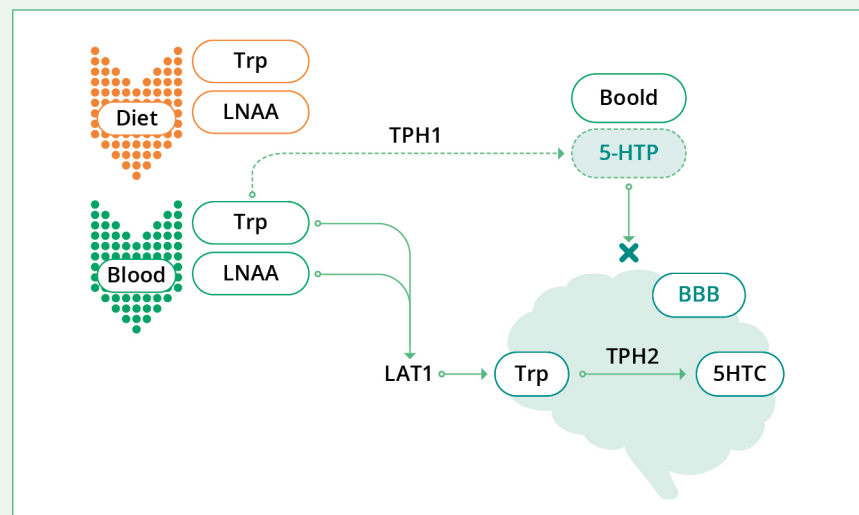 Trp
Diet
LNAA
Boold
TPH1
5-HTP
Trp
Blood
LNAA
BBB
LAT1
Trp
TPH2
5HTC